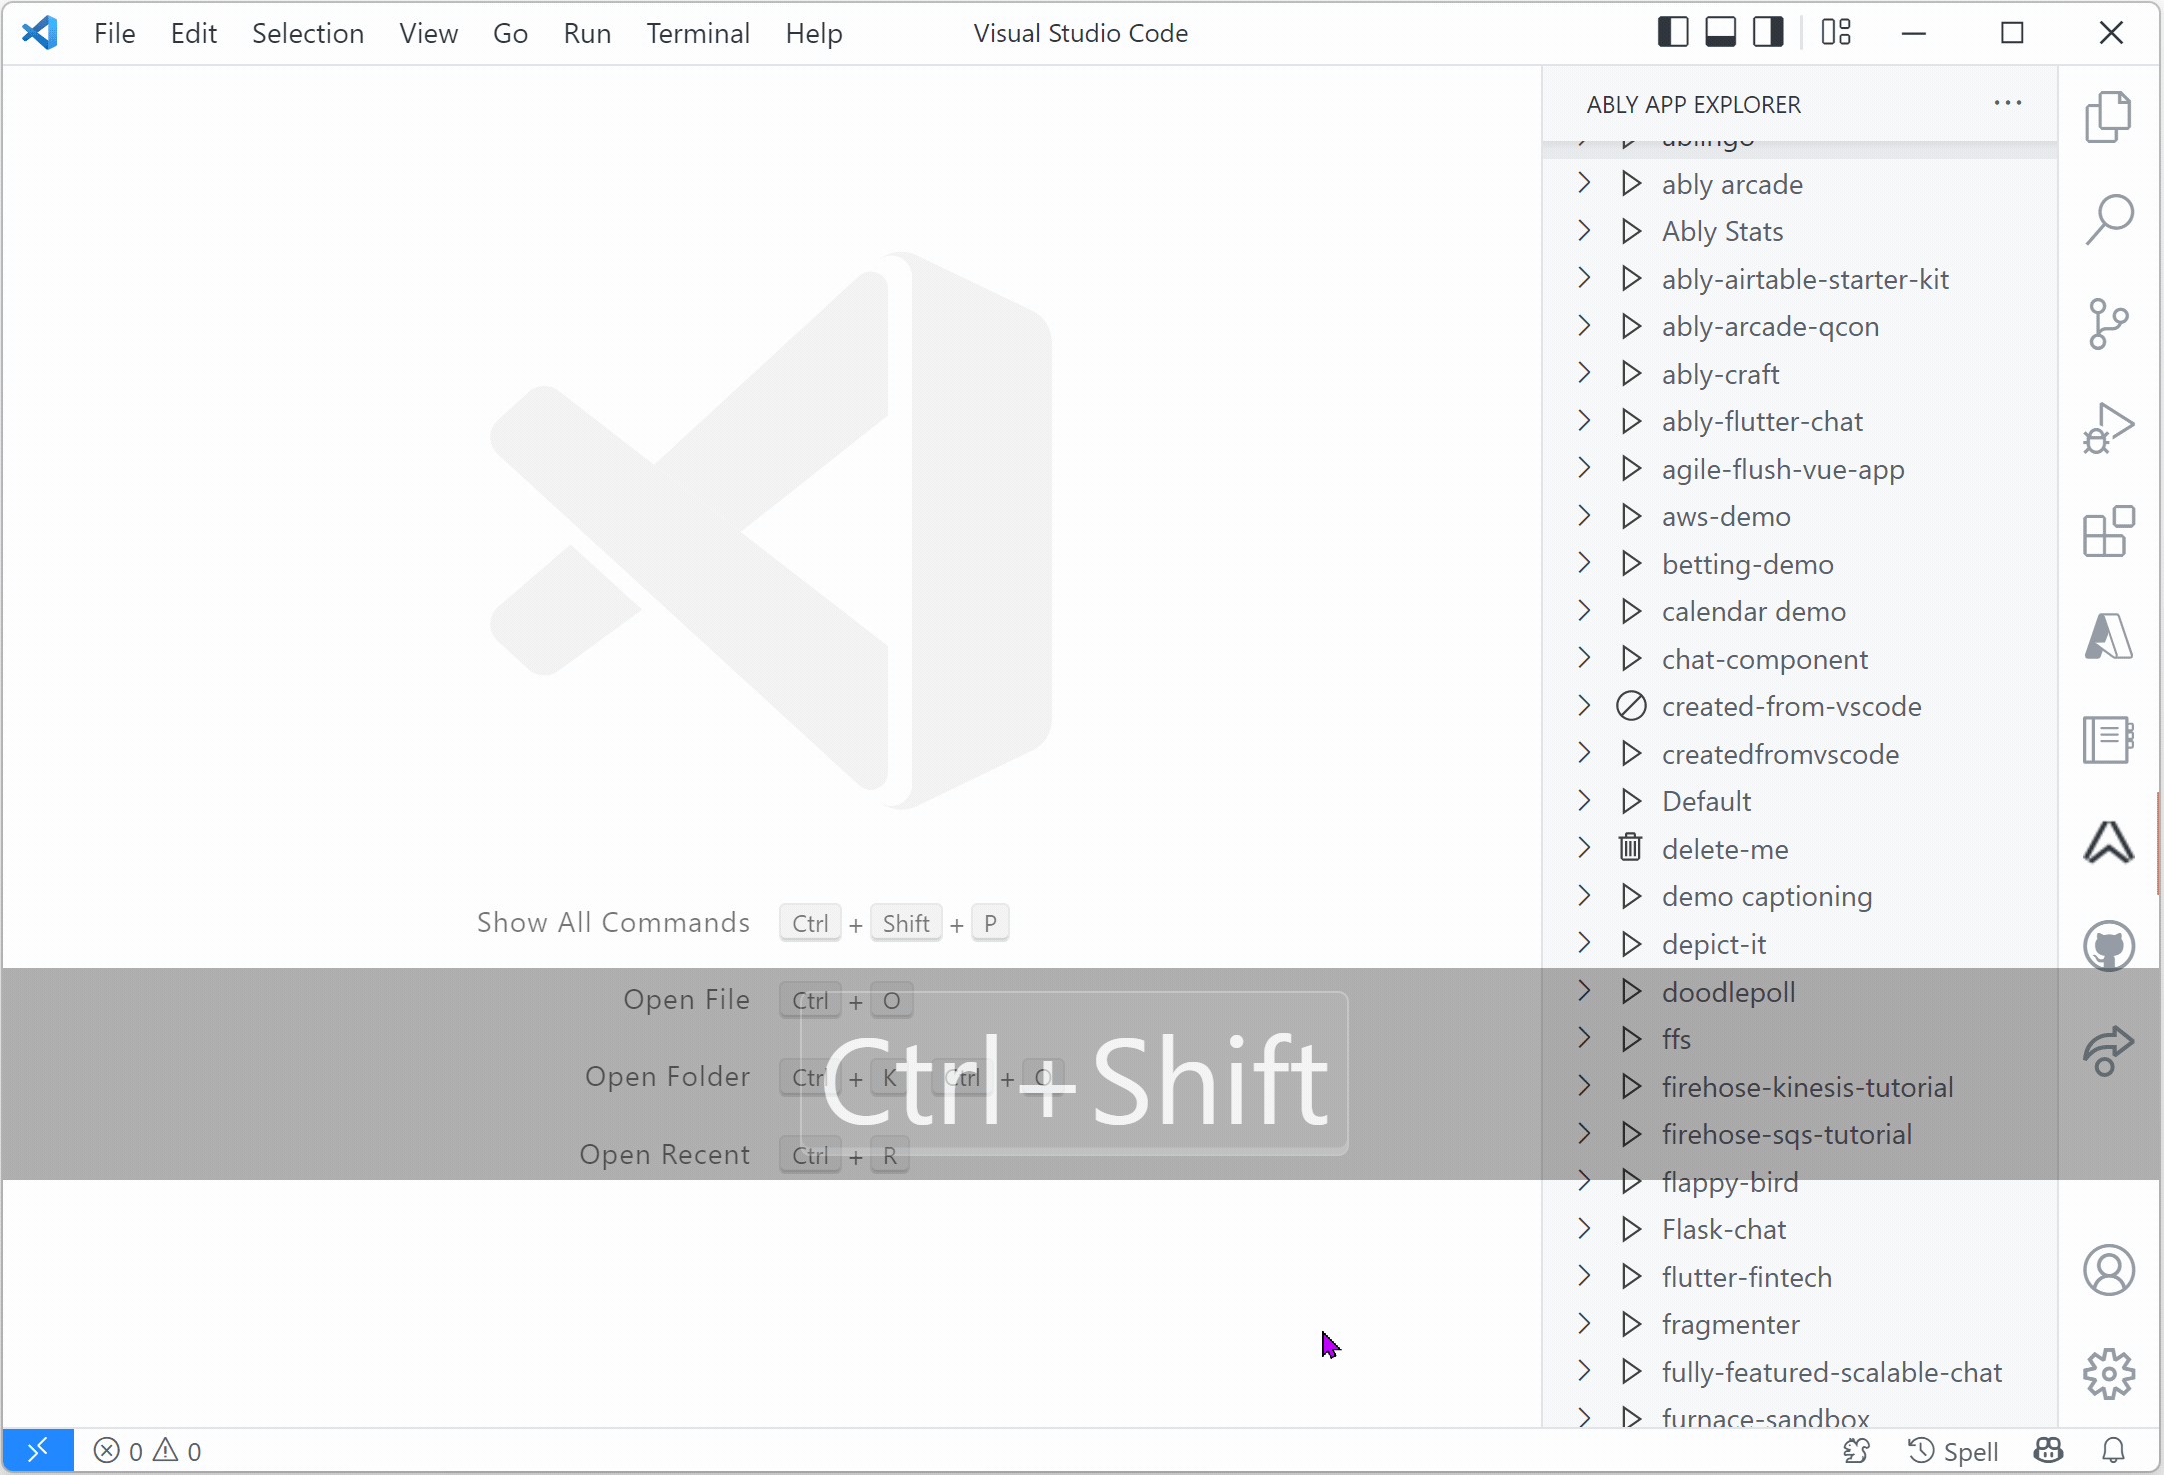 File Edit Selection View Go Run Terminal Help Visual Studio Code
ABLY APP EXPLORER ...
ablingo
ably arcade
Ably Stats
ably-airtable-starter-kit
ably-arcade-qcon
ably-craft
ably-flutter-chat
agile-flush-vue-app
aws-demo
betting-demo
calendar demo
chat-component
created-from-vscode
createdfromvscode
Default
delete-me
demo captioning
depict-it
doodlepoll
ffs
firehose-kinesis-tutorial
firehose-sqs-tutorial
flappy-bird
Flask-chat
flutter-fintech
fragmenter
fully-featured-scalable-chat
furnace-sandbox
Show All Commands Ctrl + Shift + P
Open File Ctrl + O
Open Folder Ctrl + K Ctrl + O
Open Recent Ctrl + R
Ctrl+Shift
0 0
Spell